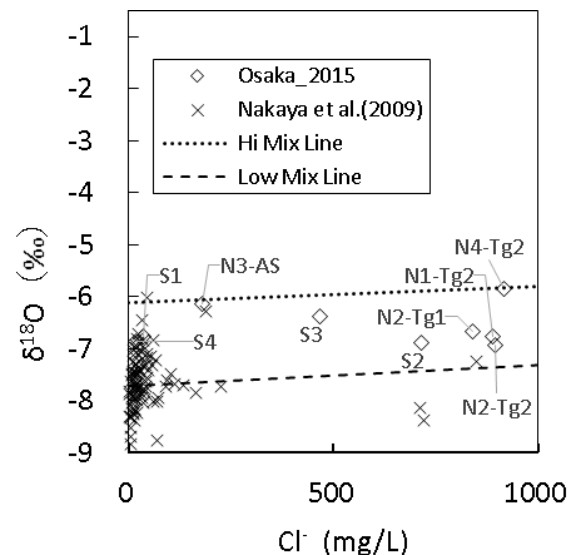 -1
-2
-3
-4
-5
-6
-7
-8
-9
δ¹⁸O (‰)
Osaka_2015
Nakaya et al.(2009)
Hi Mix Line
Low Mix Line
N4-Tg2
S1
N3-AS
N1-Tg2
N2-Tg1
S3
S4
S2
N2-Tg2
0
500
1000
Cl⁻ (mg/L)